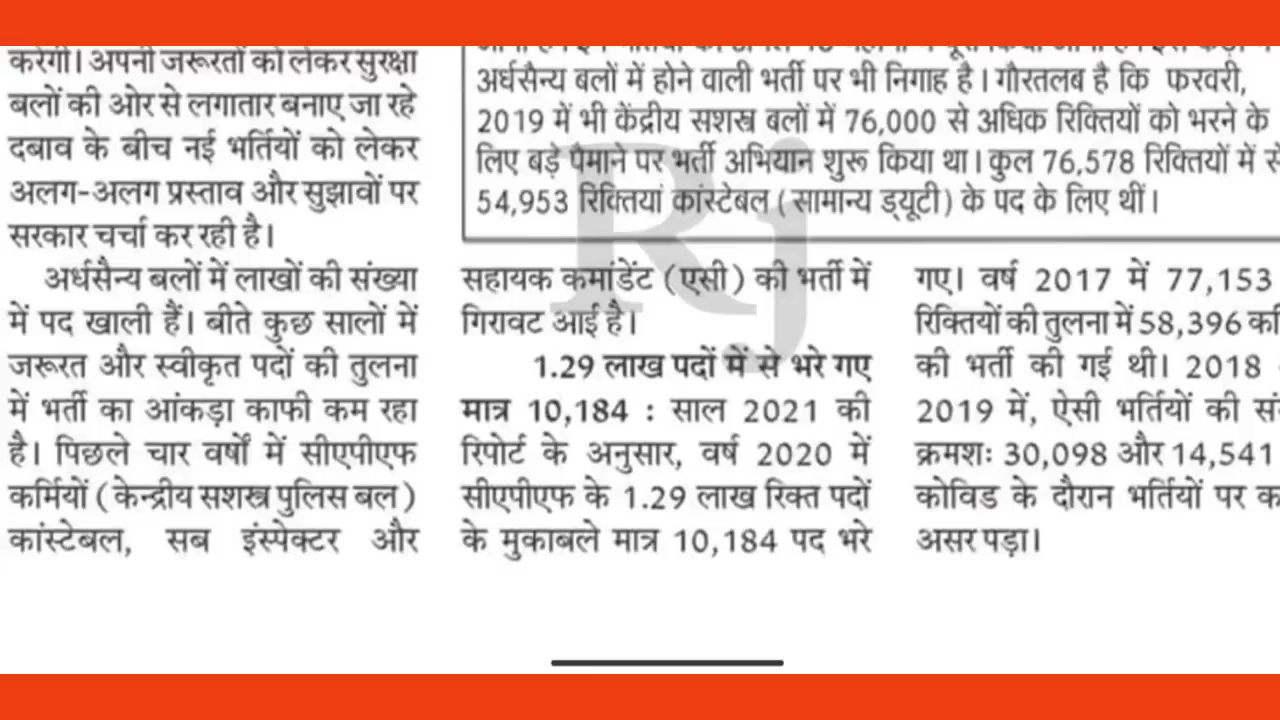 करेगी। अपनी जरूरतों को लेकर सुरक्षा
बलों की ओर से लगातार बनाए जा रहे
दबाव के बीच नई भर्तियों को लेकर
अलग-अलग प्रस्ताव और सुझावों पर
सरकार चर्चा कर रही है।
अर्धसैन्य बलों में लाखों की संख्या
में पद खाली हैं। बीते कुछ सालों में
जरूरत और स्वीकृत पदों की तुलना
में भर्ती का आंकड़ा काफी कम रहा
है। पिछले चार वर्षों में सीएपीएफ
कर्मियों (केन्द्रीय सशस्त्र पुलिस बल)
कांस्टेबल, सब इंस्पेक्टर और
अर्धसैन्य बलों में होने वाली भर्ती पर भी निगाह है। गौरतलब है कि फरवरी,
2019 में भी केंद्रीय सशस्त्र बलों में 76,000 से अधिक रिक्तियों को भरने के
लिए बड़े पैमाने पर भर्ती अभियान शुरू किया था। कुल 76,578 रिक्तियों में से
54,953 रिक्तियां कांस्टेबल (सामान्य ड्यूटी) के पद के लिए थीं।
सहायक कमांडेंट (एसी) की भर्ती में
गिरावट आई है।
1.29 लाख पदों में से भरे गए
मात्र 10,184 : साल 2021 की
रिपोर्ट के अनुसार, वर्ष 2020 में
सीएपीएफ के 1.29 लाख रिक्त पदों
के मुकाबले मात्र 10,184 पद भरे
गए। वर्ष 2017 में 77,153
रिक्तियों की तुलना में 58,396
की भर्ती की गई थी। 2018
2019 में, ऐसी भर्तियों की
क्रमशः 30,098 और 14,541
कोविड के दौरान भर्तियों पर
असर पड़ा।
Rj